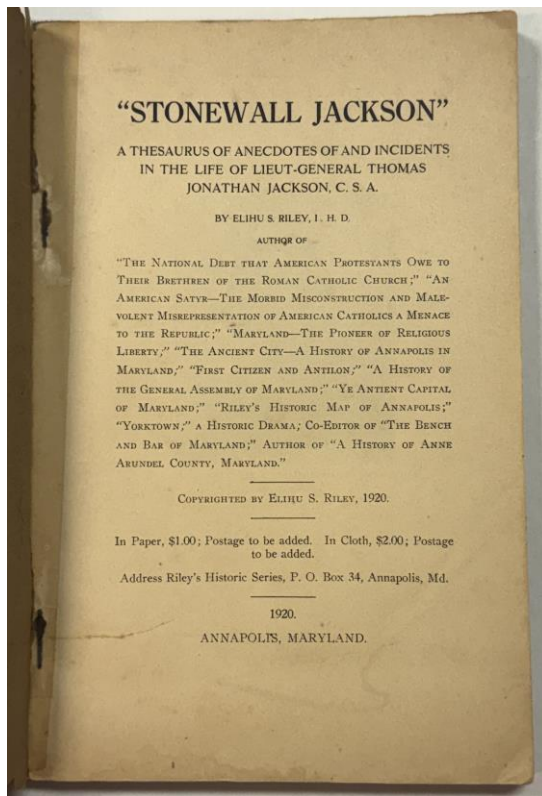 “STONEWALL JACKSON”
A THESAURUS OF ANECDOTES OF AND INCIDENTS
IN THE LIFE OF LIEUT-GENERAL THOMAS
JONATHAN JACKSON, C. S. A.
BY ELIHU S. RILEY, I . H. D.
AUTHOR OF
“The National Debt that American Protestants Owe to
Their Brethren of the Roman Catholic Church;” “An
American Satyr—The Morbid Misconstruction and Male-
volent Misrepresentation of American Catholics a Menace
to the Republic;” “Maryland—The Pioneer of Religious
Liberty;” “The Ancient City—A History of Annapolis in
Maryland;” “First Citizen and Antilon;” “A History of
the General Assembly of Maryland;” “Ye Antient Capital
of Maryland;” “Riley’s Historic Map of Annapolis;”
“Yorktown;” a Historic Drama; Co-Editor of “The Bench
and Bar of Maryland;” Author of “A History of Anne
Arundel County, Maryland.”
Copyrighted by Elihu S. Riley, 1920.
In Paper, $1.00; Postage to be added. In Cloth, $2.00; Postage
to be added.
Address Riley’s Historic Series, P. O. Box 34, Annapolis, Md.
1920.
ANNAPOLIS, MARYLAND.